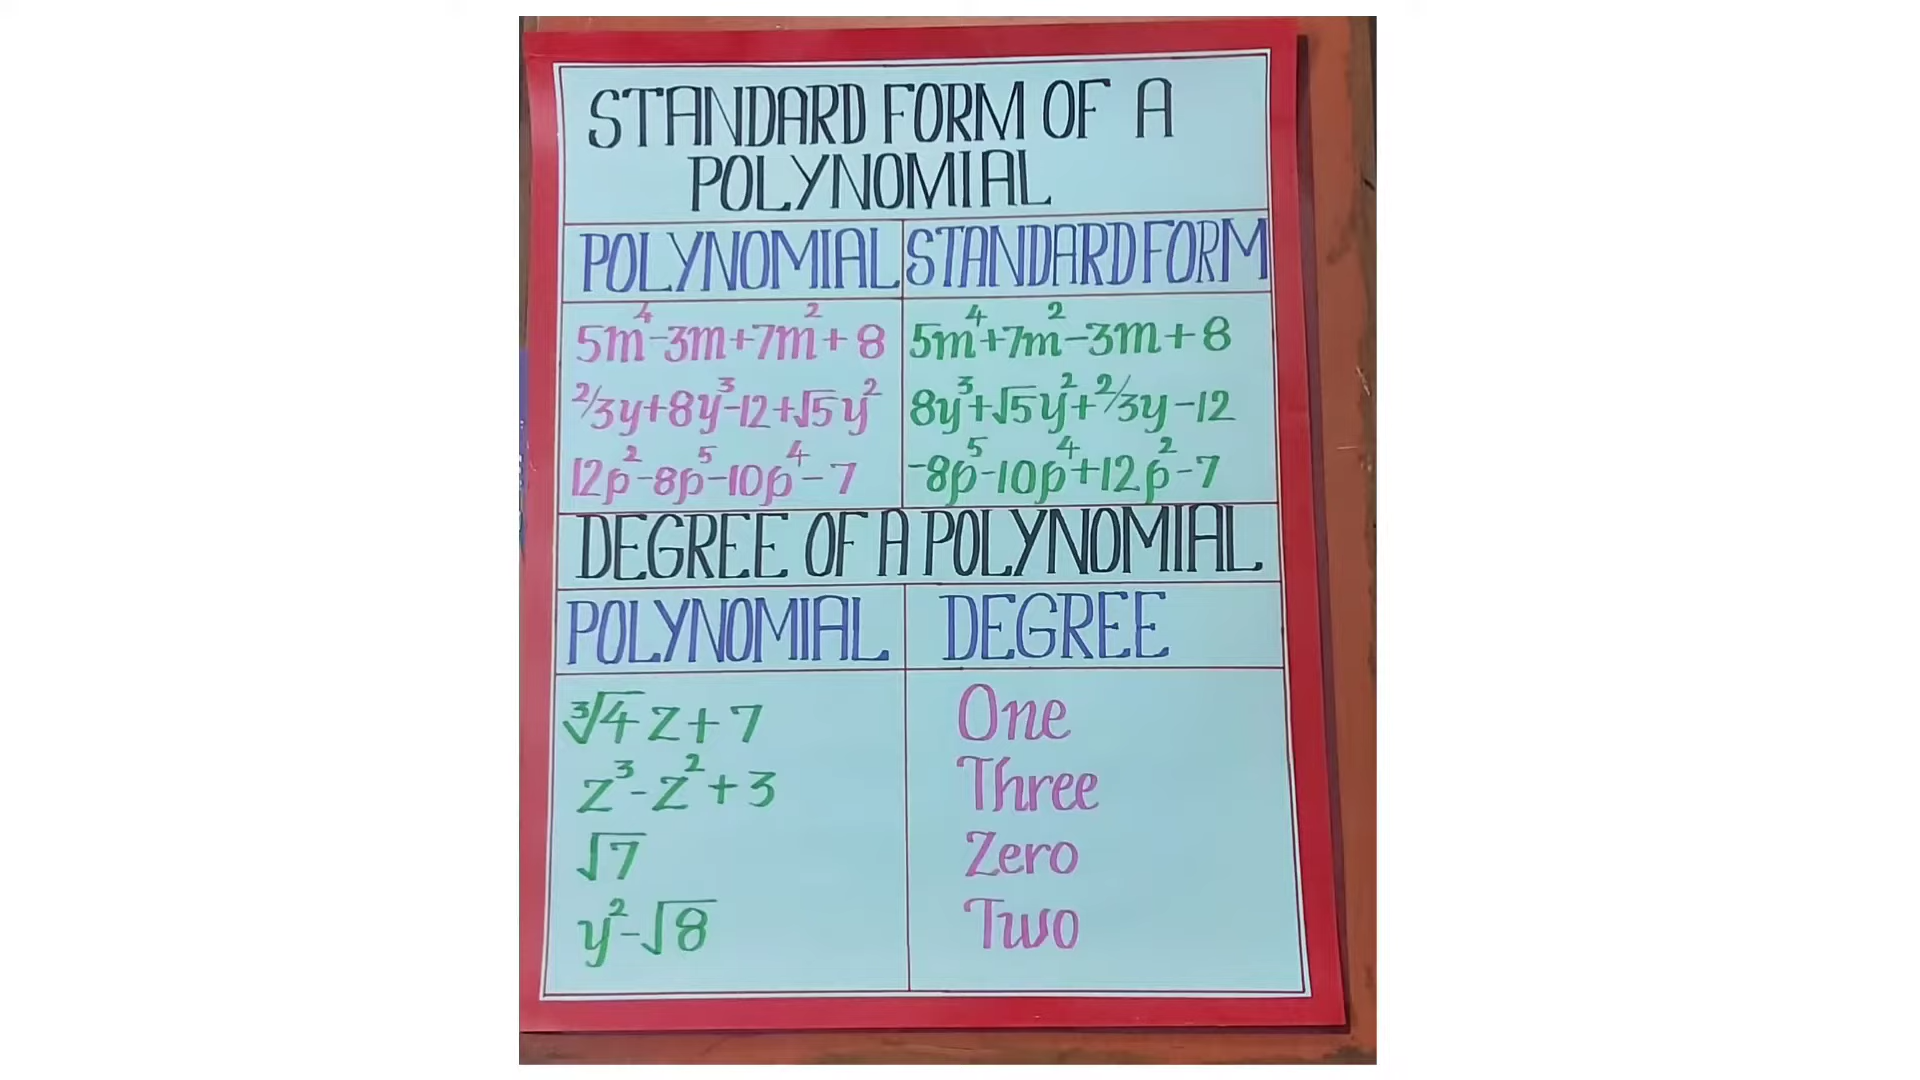 STANDARD FORM OF A
POLYNOMIAL
POLYNOMIAL STANDARD FORM
5m⁴-3m+7m²+8 5m⁴+7m²-3m+8
2/3y+8y³-12+√5y² 8y³+√5y²+2/3y-12
12p²-8p⁵-10p⁴-7 -8p⁵-10p⁴+12p²-7
DEGREE OF A POLYNOMIAL
POLYNOMIAL DEGREE
³√4 z+7 One
z³-z²+3 Three
√7 Zero
y²-√8 Two